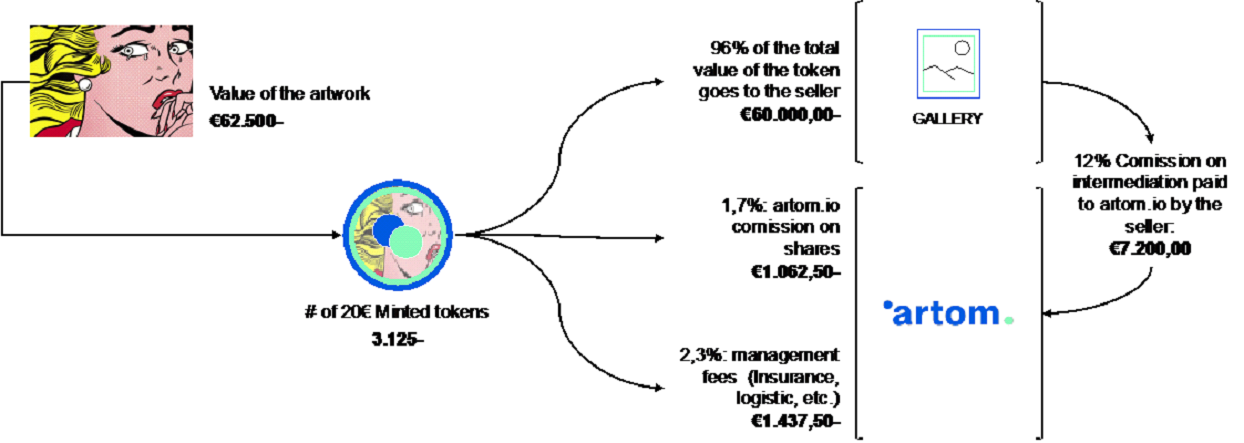 Value of the artwork
€62.500–
# of 20€ Minted tokens
3.125–
96% of the total
value of the token
goes to the seller
€60.000,00–
1,7%: artom.io
comission on
shares
€1.062,50–
2,3%: management
fees (Insurance,
logistic, etc.)
€1.437,50–
GALLERY
artom.
12% Comission on
intermediation paid
to artom.io by the
seller:
€7.200,00